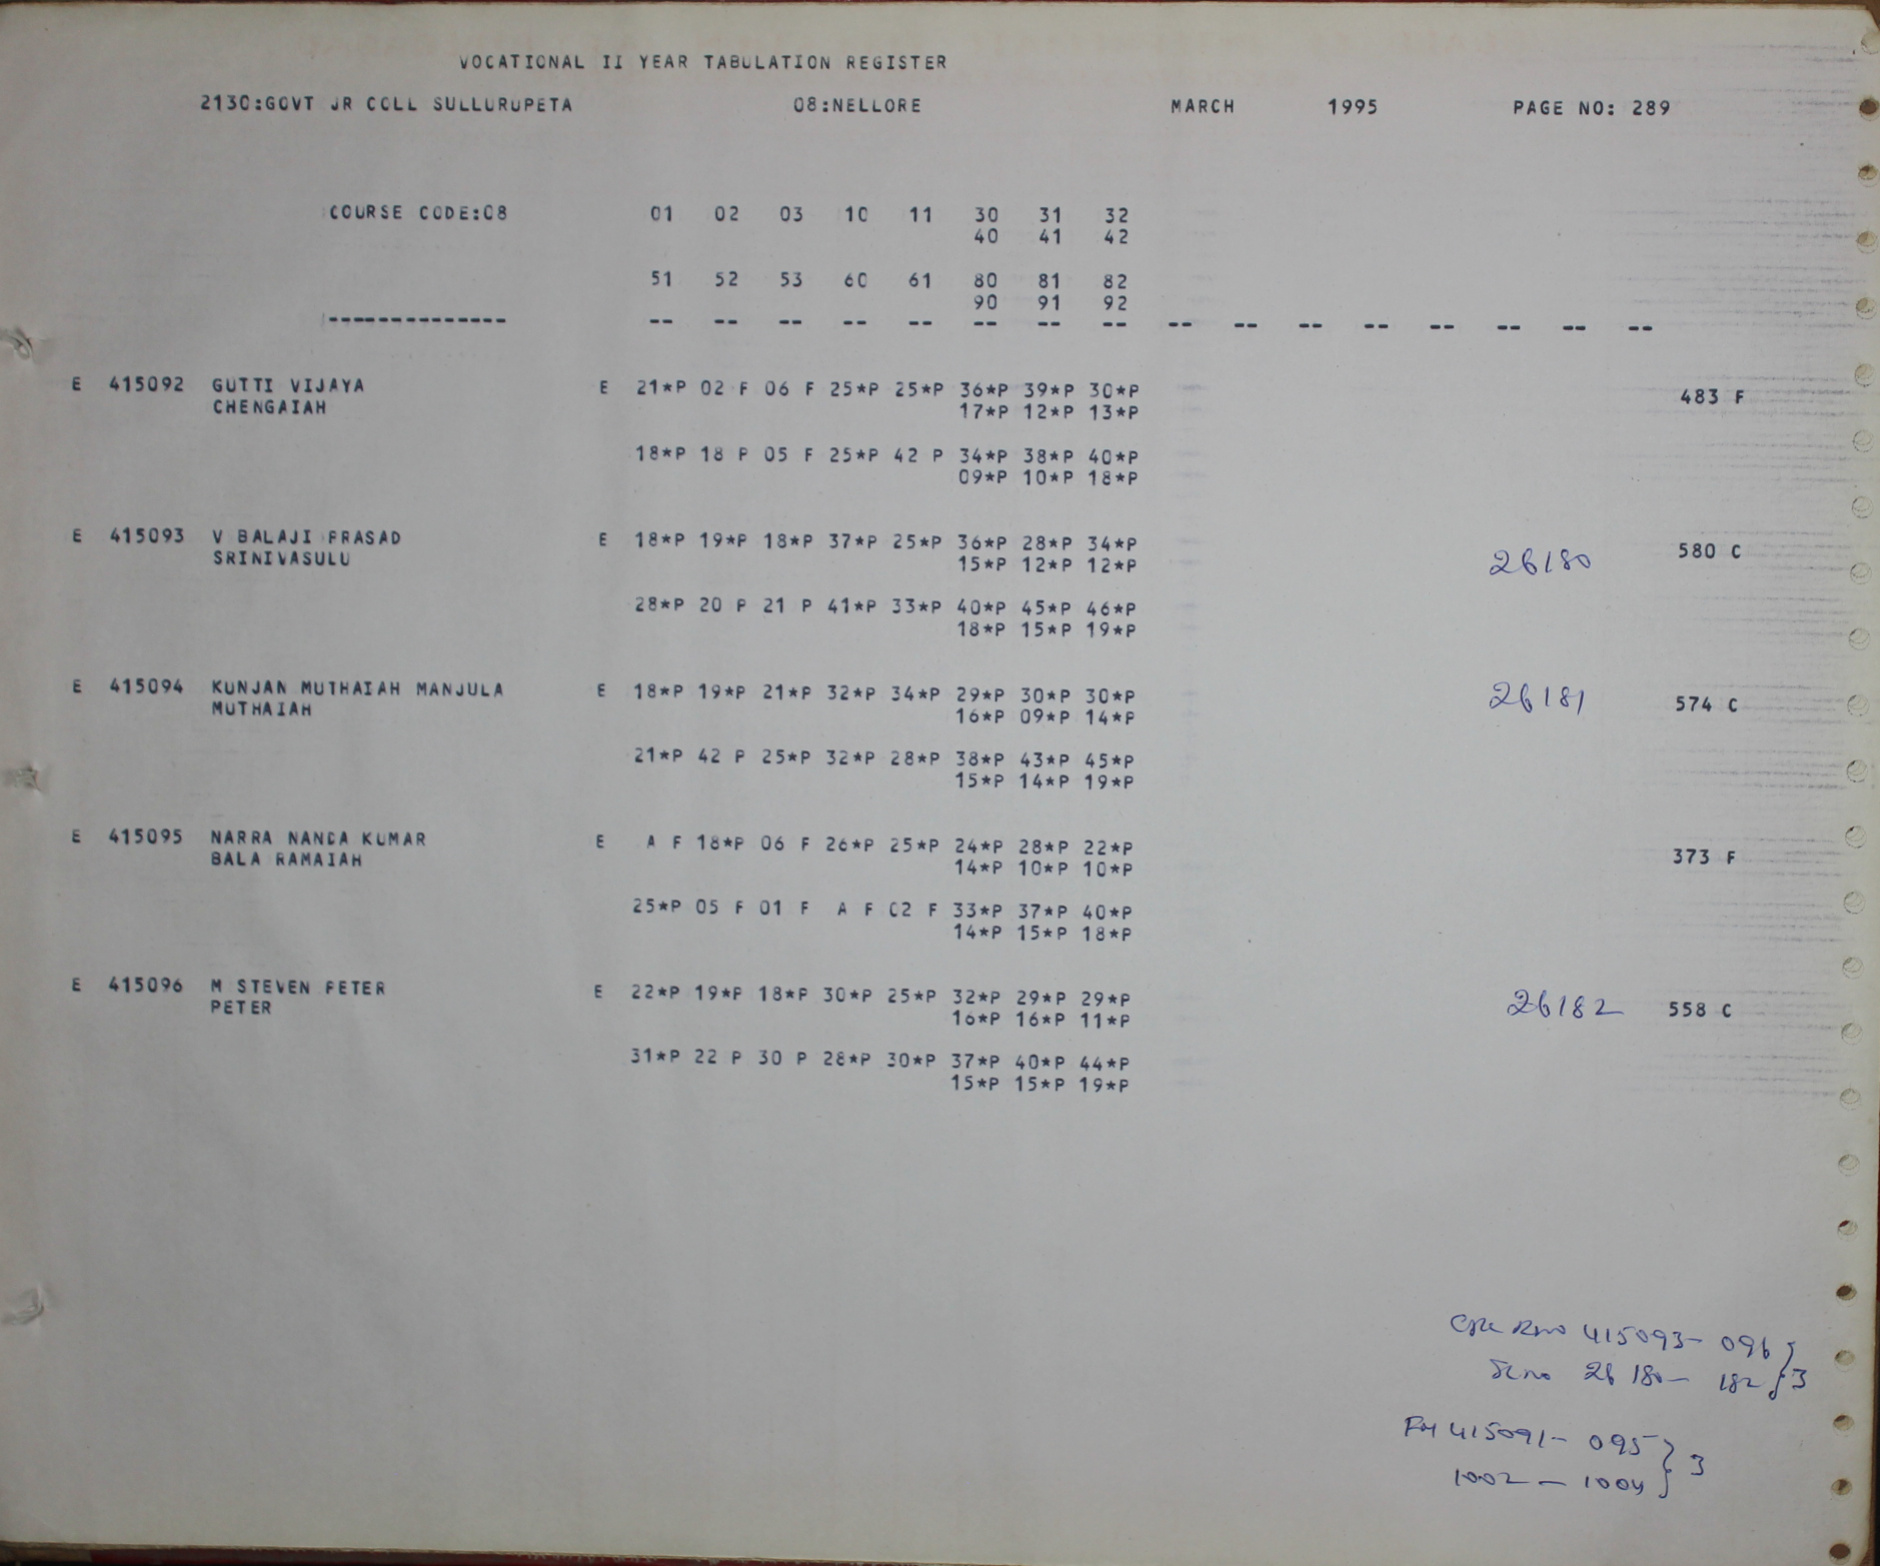 VOCATIONAL II YEAR TABULATION REGISTER
2130:GOVT JR COLL SULLURUPETA 08:NELLORE MARCH 1995 PAGE NO: 289
COURSE CODE:08 01 02 03 10 11 30 31 32
40 41 42
51 52 53 60 61 80 81 82
90 91 92
-------------- -- -- -- -- -- -- -- -- -- -- -- -- -- -- -- --
E 415092 GUTTI VIJAYA E 21*P 02 F 06 F 25*P 25*P 36*P 39*P 30*P 483 F
CHENGAIAH 17*P 12*P 13*P
18*P 18 P 05 F 25*P 42 P 34*P 38*P 40*P
09*P 10*P 18*P
E 415093 V BALAJI PRASAD E 18*P 19*P 18*P 37*P 25*P 36*P 28*P 34*P 26180 580 C
SRINIVASULU 15*P 12*P 12*P
28*P 20 P 21 P 41*P 33*P 40*P 45*P 46*P
18*P 15*P 19*P
E 415094 KUNJAN MUTHAIAH MANJULA E 18*P 19*P 21*P 32*P 34*P 29*P 30*P 30*P 26181 574 C
MUTHAIAH 16*P 09*P 14*P
21*P 42 P 25*P 32*P 28*P 38*P 43*P 45*P
15*P 14*P 19*P
E 415095 NARRA NANDA KUMAR E A F 18*P 06 F 26*P 25*P 24*P 28*P 22*P 373 F
BALA RAMAIAH 14*P 10*P 10*P
25*P 05 F 01 F A F 02 F 33*P 37*P 40*P
14*P 15*P 18*P
E 415096 M STEVEN PETER E 22*P 19*P 18*P 30*P 25*P 32*P 29*P 29*P 26182 558 C
PETER 16*P 16*P 11*P
31*P 22 P 30 P 28*P 30*P 37*P 40*P 44*P
15*P 15*P 19*P
415093- 096
26180- 182 } 3
415091- 095 } 3
1002 - 1004